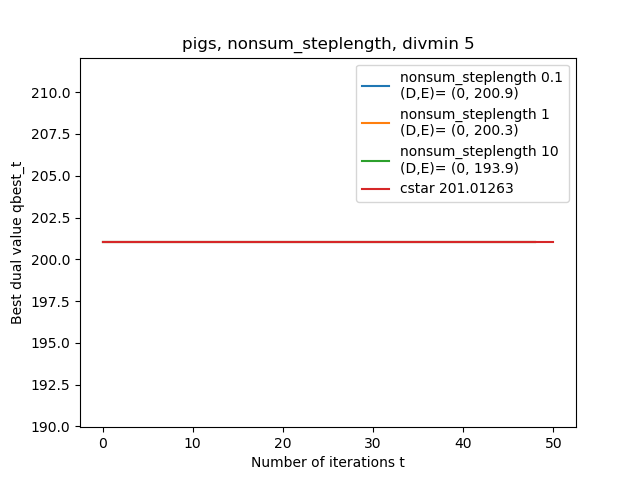 pigs, nonsum_steplength, divmin 5
nonsum_steplength 0.1
(D,E)= (0, 200.9)
nonsum_steplength 1
(D,E)= (0, 200.3)
nonsum_steplength 10
(D,E)= (0, 193.9)
cstar 201.01263
Best dual value qbest_t
210.0
207.5
205.0
202.5
200.0
197.5
195.0
192.5
190.0
0 10 20 30 40 50
Number of iterations t